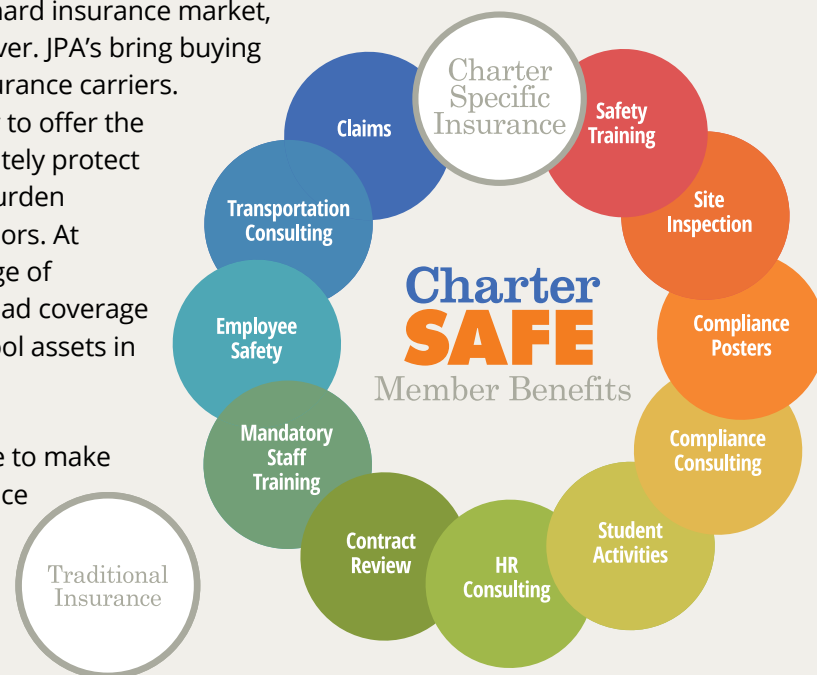 hard insurance market,
ver. JPA’s bring buying
urance carriers.
to offer the
tely protect
urden
ors. At
ge of
ad coverage
ool assets in
e to make
ce
Charter
Specific
Insurance
Safety
Training
Site
Inspection
Compliance
Posters
Compliance
Consulting
Student
Activities
HR
Consulting
Contract
Review
Mandatory
Staff
Training
Employee
Safety
Transportation
Consulting
Claims
Charter
SAFE
Member Benefits
Traditional
Insurance